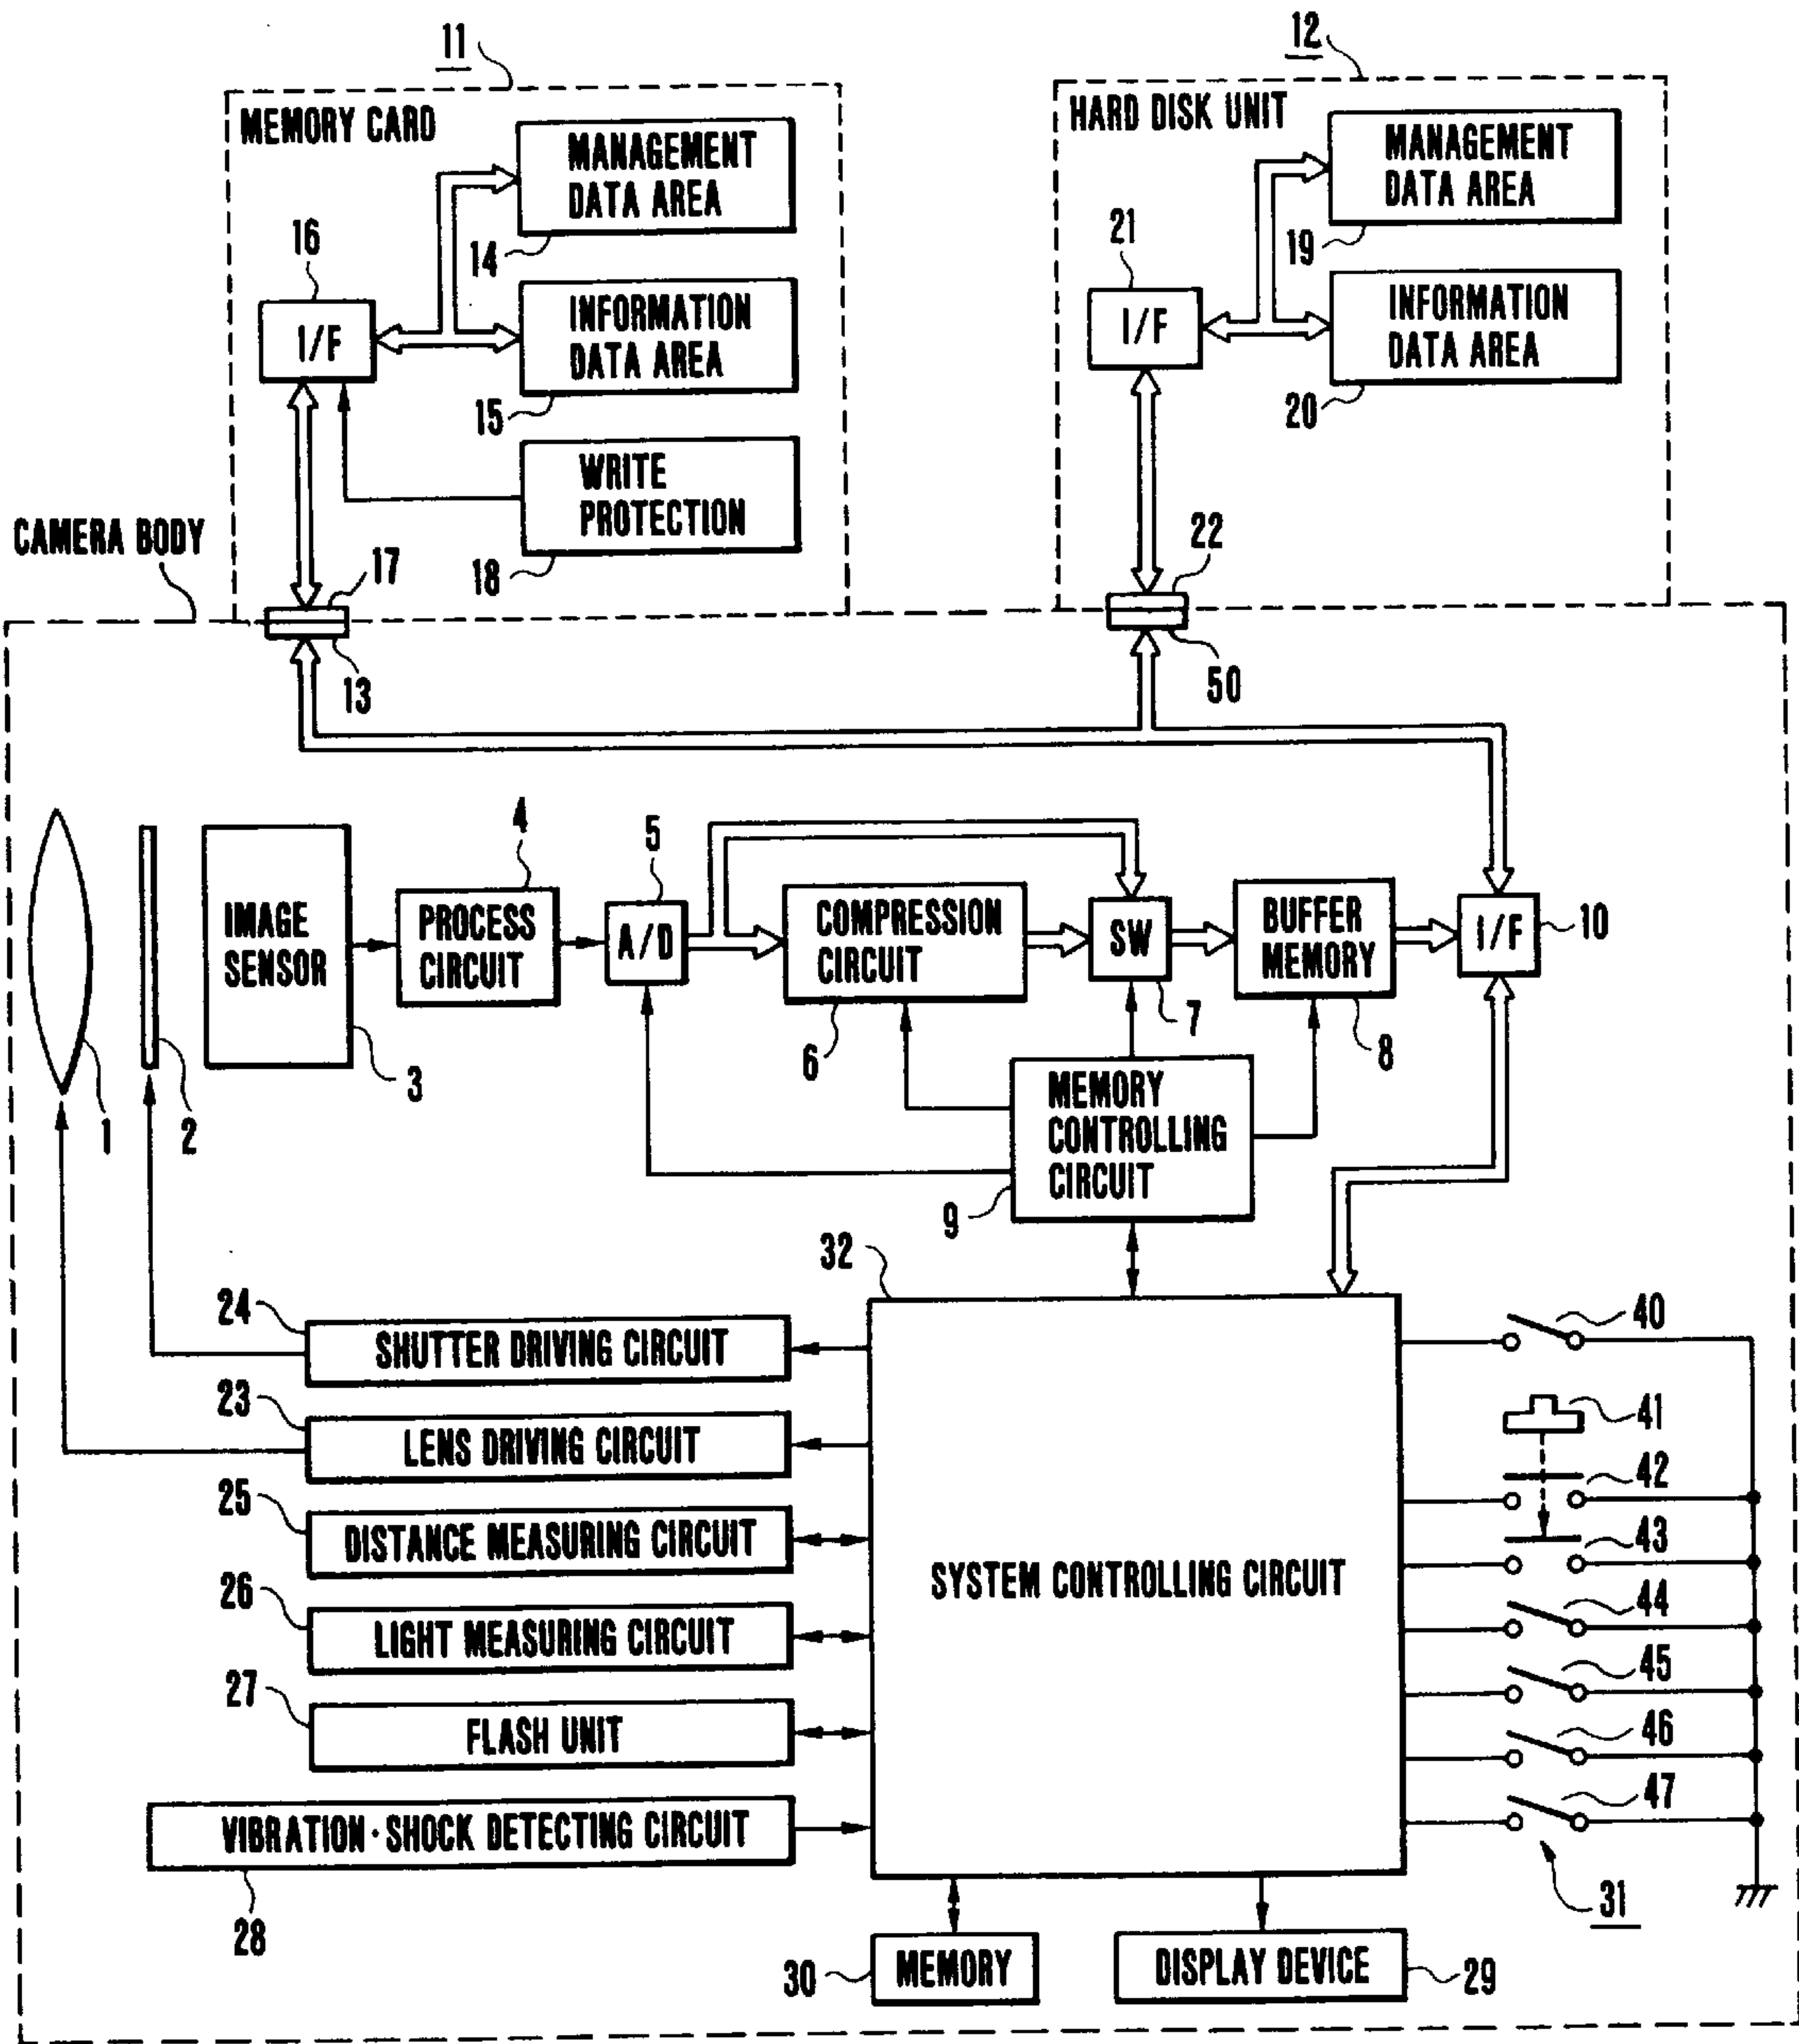 11
12
MEMORY CARD
HARD DISK UNIT
MANAGEMENT
DATA AREA
MANAGEMENT
DATA AREA
16
14
21
19
I/F
INFORMATION
DATA AREA
I/F
INFORMATION
DATA AREA
15
20
WRITE
PROTECTION
CAMERA BODY
17
18
22
13
50
4
5
IMAGE
SENSOR
PROCESS
CIRCUIT
A/D
COMPRESSION
CIRCUIT
SW
BUFFER
MEMORY
I/F
10
1
2
3
6
7
8
MEMORY
CONTROLLING
CIRCUIT
9
32
24
SHUTTER DRIVING CIRCUIT
40
23
LENS DRIVING CIRCUIT
41
25
DISTANCE MEASURING CIRCUIT
42
43
26
LIGHT MEASURING CIRCUIT
SYSTEM CONTROLLING CIRCUIT
44
27
FLASH UNIT
45
46
VIBRATION·SHOCK DETECTING CIRCUIT
47
28
31
30
MEMORY
DISPLAY DEVICE
29